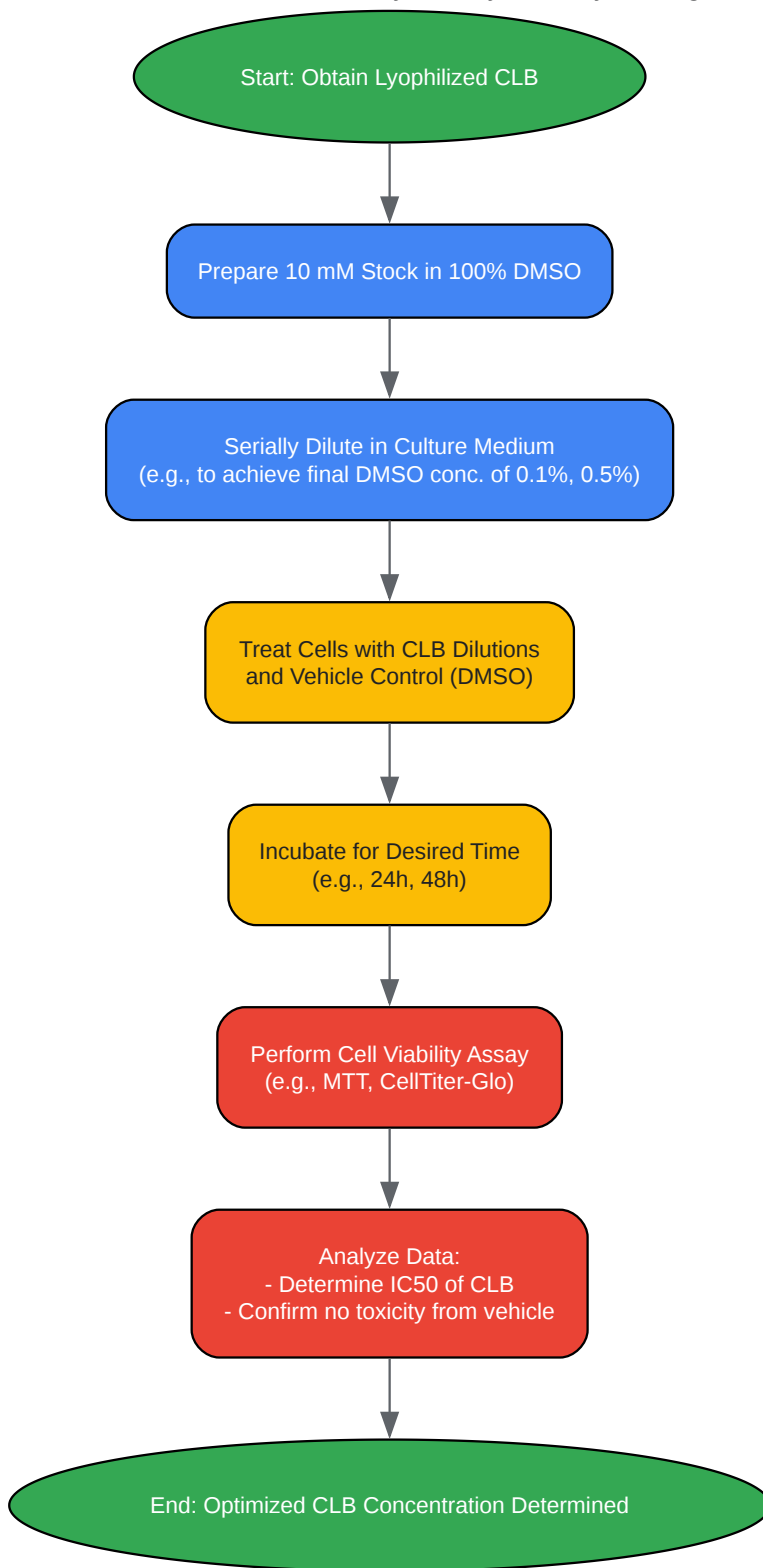 Start: Obtain Lyophilized CLB
Prepare 10 mM Stock in 100% DMSO
Serially Dilute in Culture Medium
(e.g., to achieve final DMSO conc. of 0.1%, 0.5%)
Treat Cells with CLB Dilutions
and Vehicle Control (DMSO)
Incubate for Desired Time
(e.g., 24h, 48h)
Perform Cell Viability Assay
(e.g., MTT, CellTiter-Glo)
Analyze Data:
- Determine IC50 of CLB
- Confirm no toxicity from vehicle
End: Optimized CLB Concentration Determined